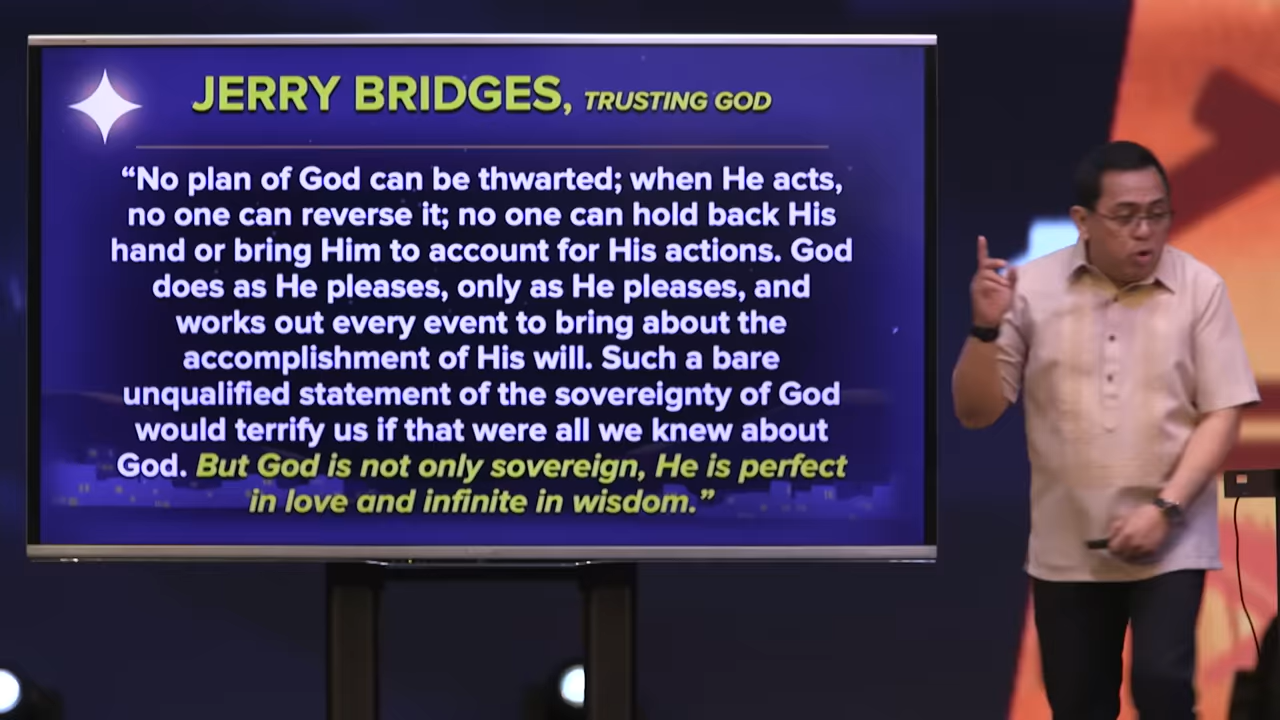 JERRY BRIDGES, TRUSTING GOD
“No plan of God can be thwarted; when He acts,
no one can reverse it; no one can hold back His
hand or bring Him to account for His actions. God
does as He pleases, only as He pleases, and
works out every event to bring about the
accomplishment of His will. Such a bare
unqualified statement of the sovereignty of God
would terrify us if that were all we knew about
God. But God is not only sovereign, He is perfect
in love and infinite in wisdom.”